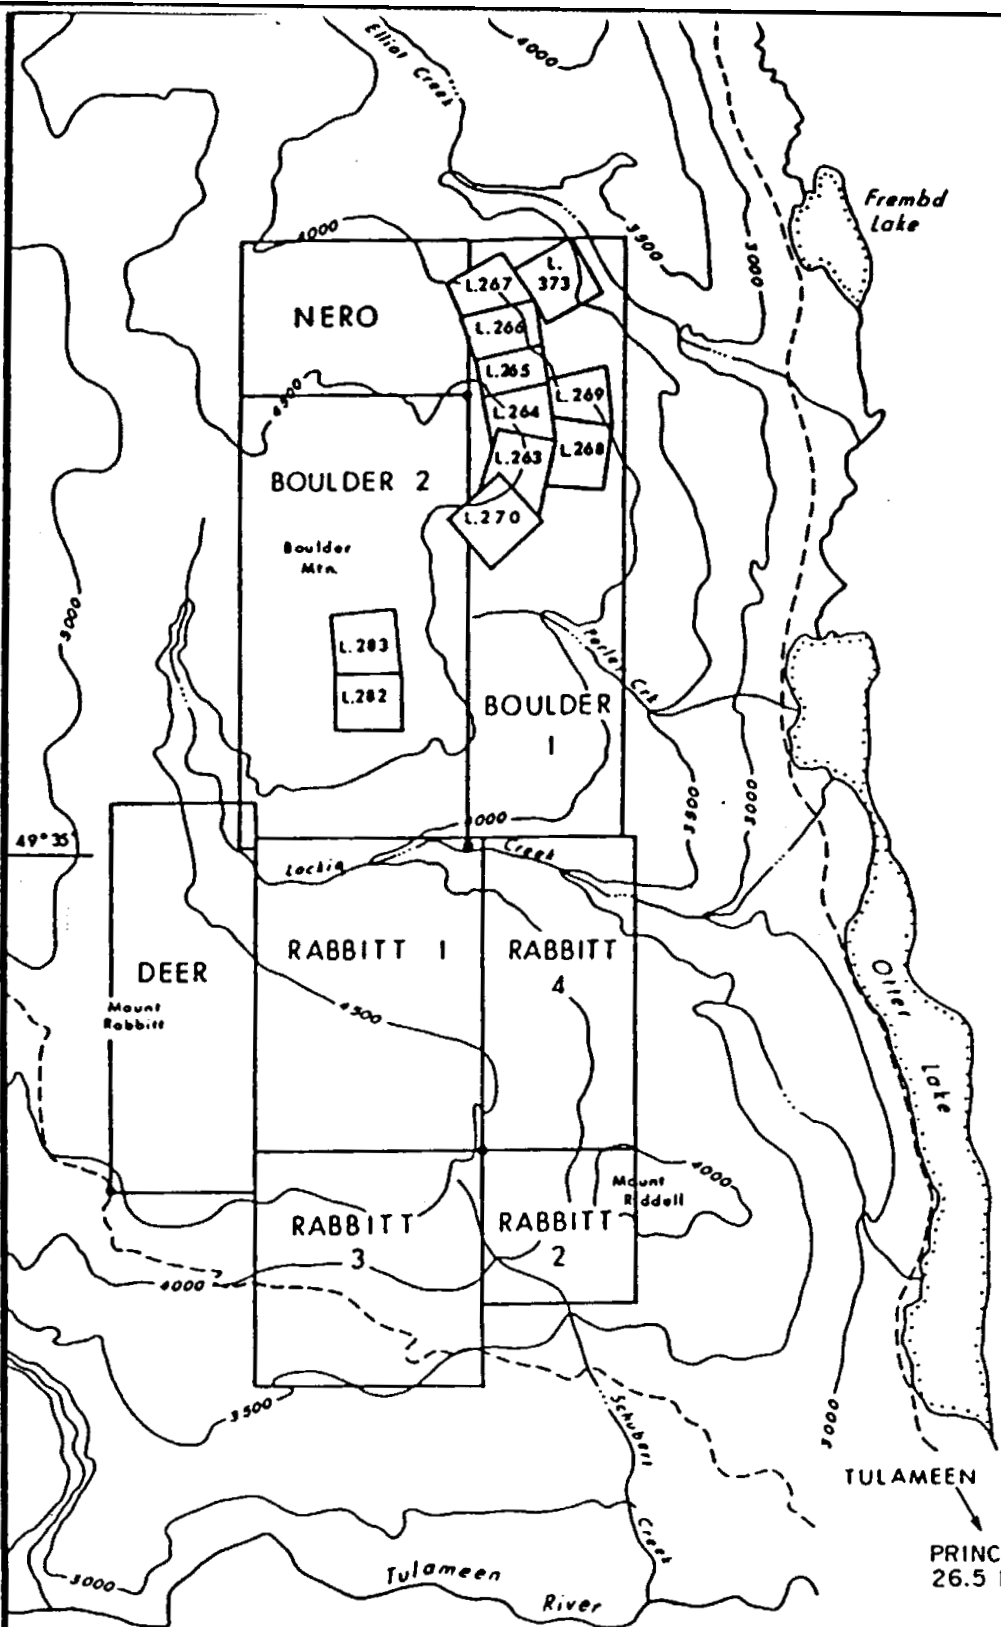 Elliot Creek
4000
Frembd
Lake
4000
3500
3000
L.267
L.
373
NERO
L.266
L.265
4500
L.269
L.264
L.263
L.268
BOULDER 2
L.270
Boulder
Mtn.
5000
L.283
L.282
BOULDER
1
3500
3000
4000
49°35'
Lockie
Creek
DEER
RABBITT 1
RABBITT
4
Mount
Rabbitt
4500
Otter
Lake
4000
Mount
Riddell
RABBITT
3
RABBITT
2
4000
3500
Schubert
Creek
3000
TULAMEEN
PRINC
26.5
3000
Tulameen
River